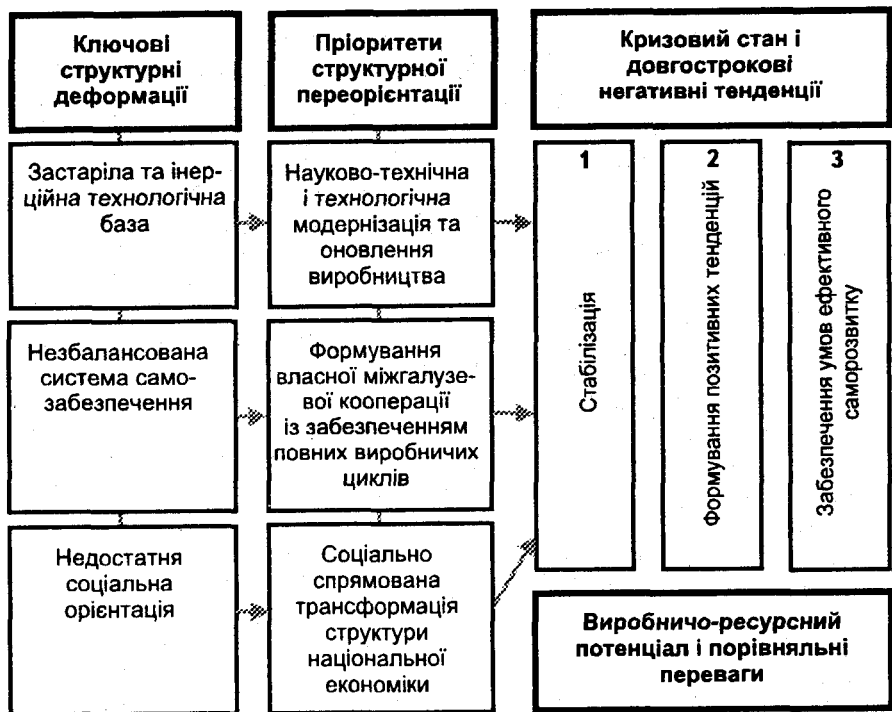 Ключові
структурні
деформації
Застаріла та інер-
ційна технологічна
база
Незбалансована
система само-
забезпечення
Недостатня
соціальна
орієнтація
Пріоритети
структурної
переорієнтації
Науково-технічна
і технологічна
модернізація та
оновлення
виробництва
Формування
власної міжгалузе-
вої кооперації
із забезпеченням
повних виробничих
циклів
Соціально
спрямована
трансформація
структури
національної
економіки
Кризовий стан і
довгострокові
негативні тенденції
1
Стабілізація
2
Формування позитивних тенденцій
3
Забезпечення умов ефективного
саморозвитку
Виробничо-ресурсний
потенціал і порівняльні
переваги